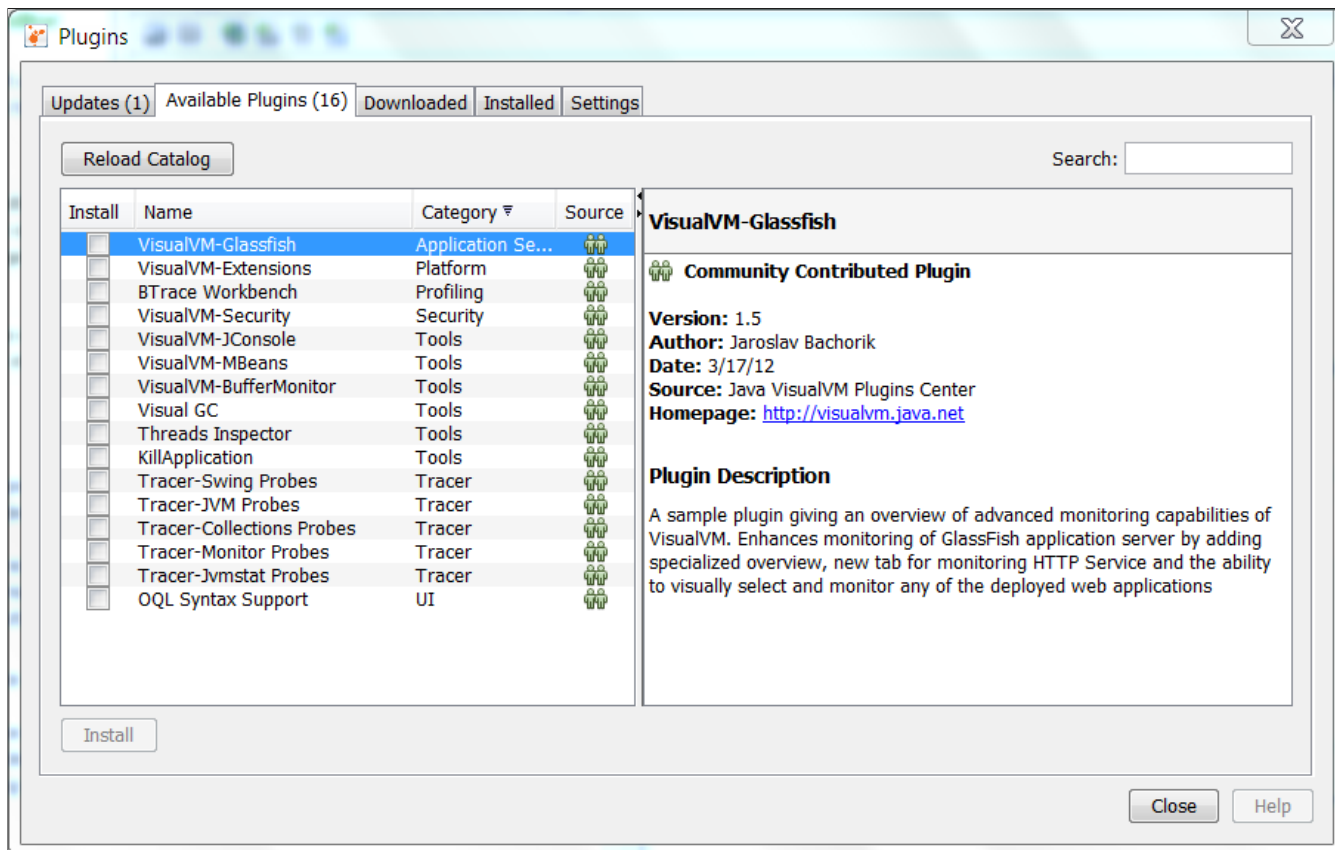 Plugins
Updates (1) Available Plugins (16) Downloaded Installed Settings
Reload Catalog Search:
Install Name Category Source
VisualVM-Glassfish Application Se...
VisualVM-Extensions Platform
BTrace Workbench Profiling
VisualVM-Security Security
VisualVM-JConsole Tools
VisualVM-MBeans Tools
VisualVM-BufferMonitor Tools
Visual GC Tools
Threads Inspector Tools
KillApplication Tools
Tracer-Swing Probes Tracer
Tracer-JVM Probes Tracer
Tracer-Collections Probes Tracer
Tracer-Monitor Probes Tracer
Tracer-Jvmstat Probes Tracer
OQL Syntax Support UI
VisualVM-Glassfish
Community Contributed Plugin
Version: 1.5
Author: Jaroslav Bachorik
Date: 3/17/12
Source: Java VisualVM Plugins Center
Homepage: http://visualvm.java.net
Plugin Description
A sample plugin giving an overview of advanced monitoring capabilities of
VisualVM. Enhances monitoring of GlassFish application server by adding
specialized overview, new tab for monitoring HTTP Service and the ability
to visually select and monitor any of the deployed web applications
Install
Close Help